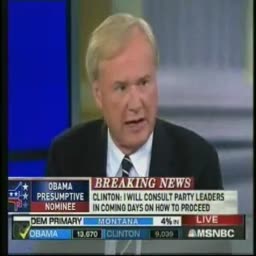 BREAKING NEWS
OBAMA
PRESUMPTIVE
NOMINEE
CLINTON: I WILL CONSULT PARTY LEADERS
IN COMING DAYS ON HOW TO PROCEED
DEM PRIMARY MONTANA 4% IN LIVE
OBAMA 13,670 CLINTON 9,039 MSNBC